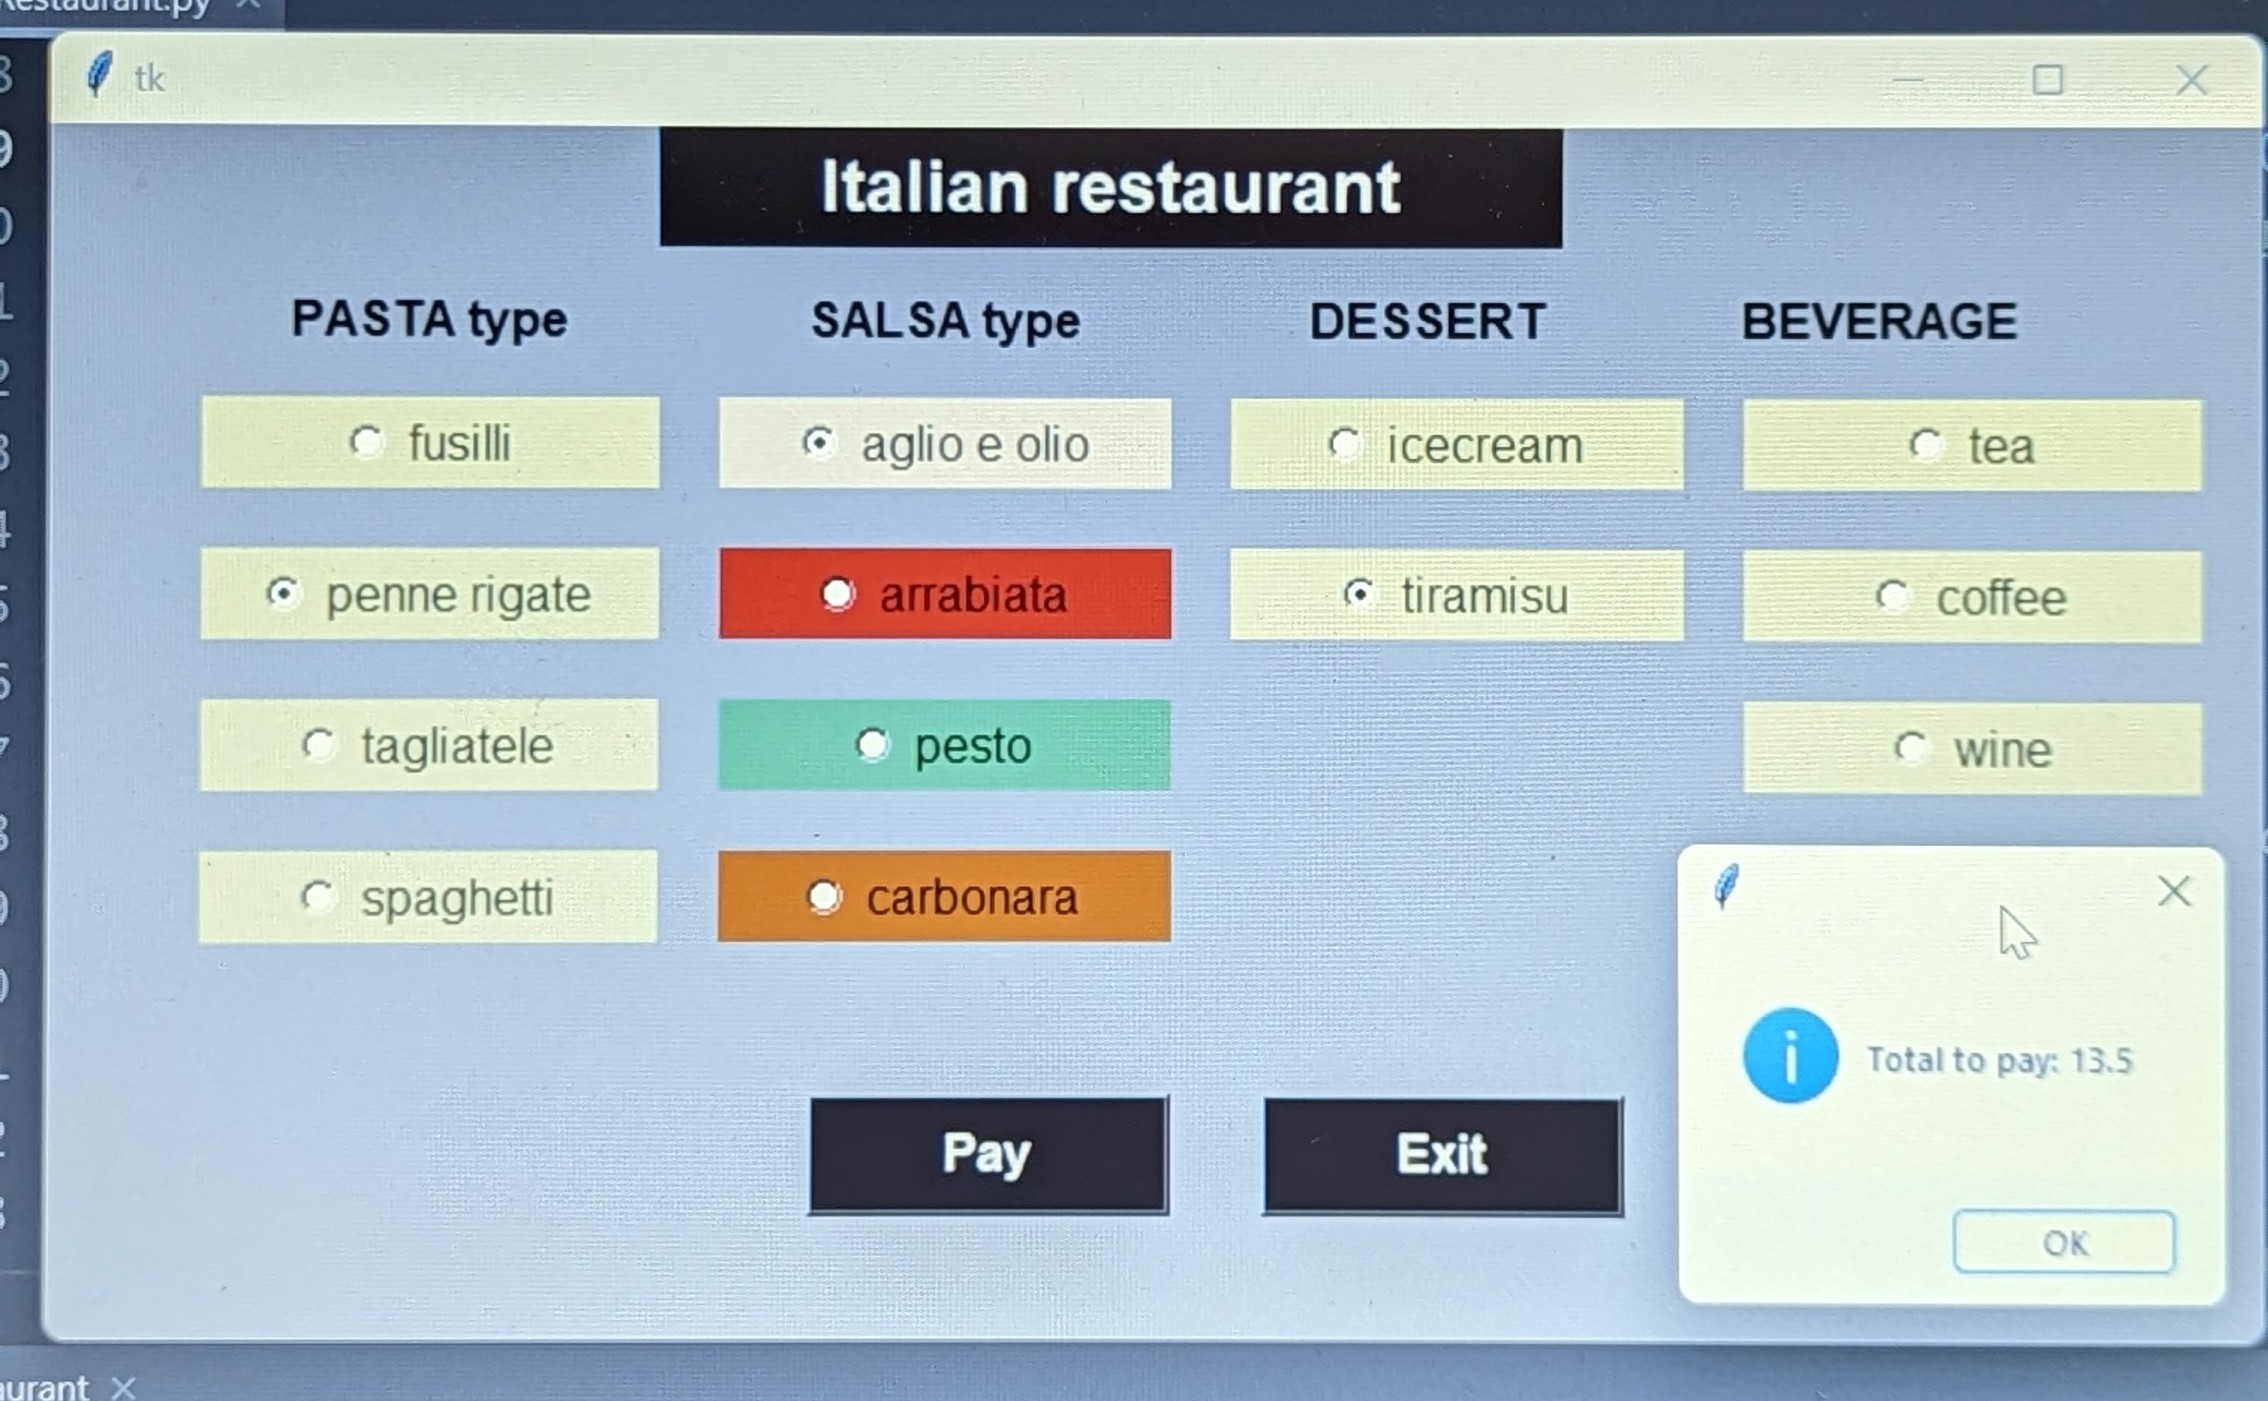 Restaurant.py
tk
Italian restaurant
PASTA type
SALSA type
DESSERT
BEVERAGE
fusilli
aglio e olio
icecream
tea
penne rigate
arrabiata
tiramisu
coffee
tagliatele
pesto
wine
spaghetti
carbonara
Total to pay: 13.5
Pay
Exit
OK
aurant